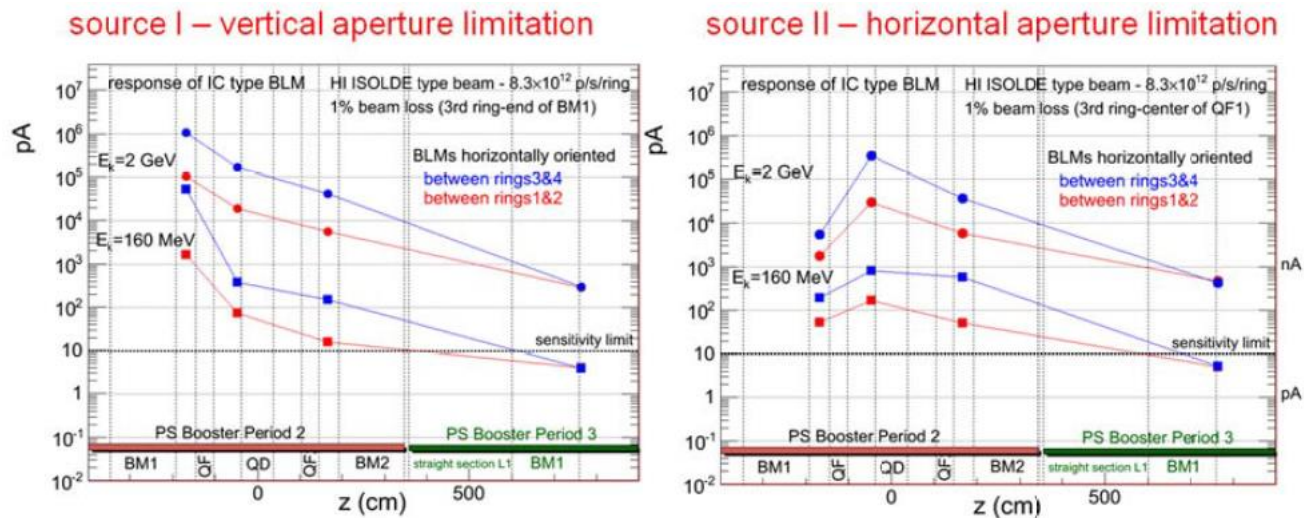 source I – vertical aperture limitation
response of IC type BLM HI ISOLDE type beam - 8.3×10¹² p/s/ring
1% beam loss (3rd ring-end of BM1)
BLMs horizontally oriented
between rings3&4
between rings1&2
Eₖ=2 GeV
Eₖ=160 MeV
sensitivity limit
pA
10⁷
10⁶
10⁵
10⁴
10³
10²
10
1
10⁻¹
10⁻²
PS Booster Period 2
PS Booster Period 3
BM1 QF QD QF BM2 straight section L1 BM1
0 500
z (cm)
source II – horizontal aperture limitation
response of IC type BLM HI ISOLDE type beam - 8.3×10¹² p/s/ring
1% beam loss (3rd ring-center of QF1)
BLMs horizontally oriented
between rings3&4
between rings1&2
Eₖ=2 GeV
Eₖ=160 MeV
sensitivity limit
pA
10⁷
10⁶
10⁵
10⁴
10³
10²
10
1
10⁻¹
10⁻²
nA
pA
PS Booster Period 2
PS Booster Period 3
BM1 QF QD QF BM2 straight section L1 BM1
0 500
z (cm)